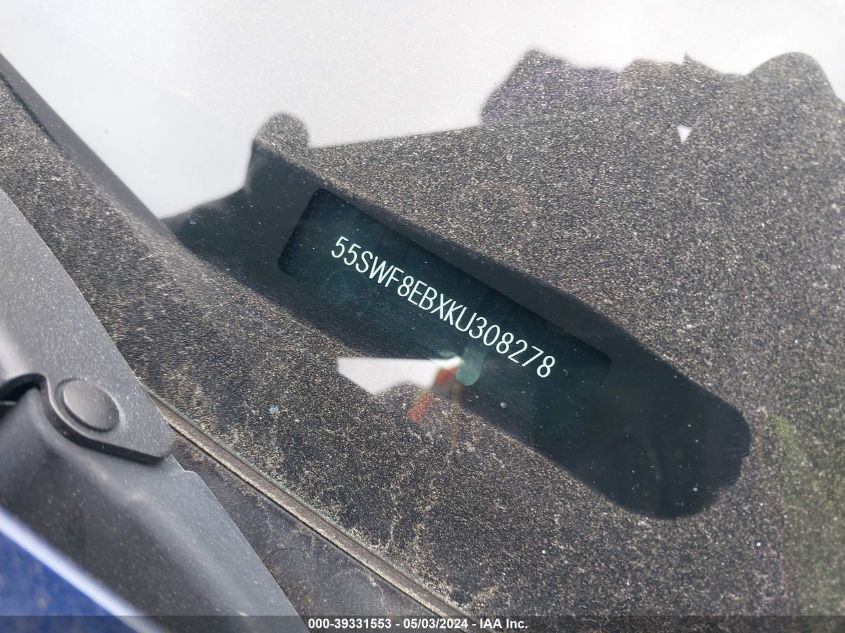 55SWF8EBXKU308278
000-39331553 — 05/03/2024 — IAA Inc.